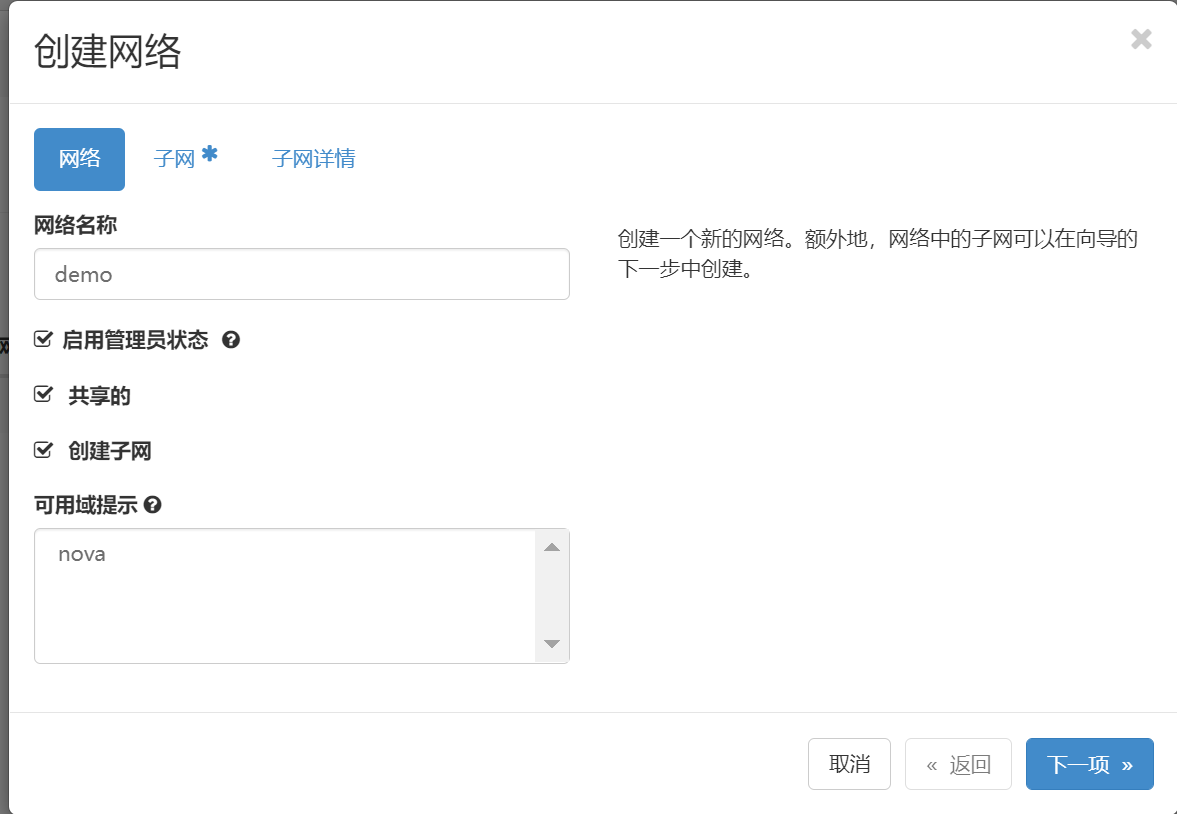 创建网络
网络 子网 * 子网详情
网络名称
demo
创建一个新的网络。额外地，网络中的子网可以在向导的
下一步中创建。
启用管理员状态
共享的
创建子网
可用域提示
nova
取消 « 返回 下一项 »